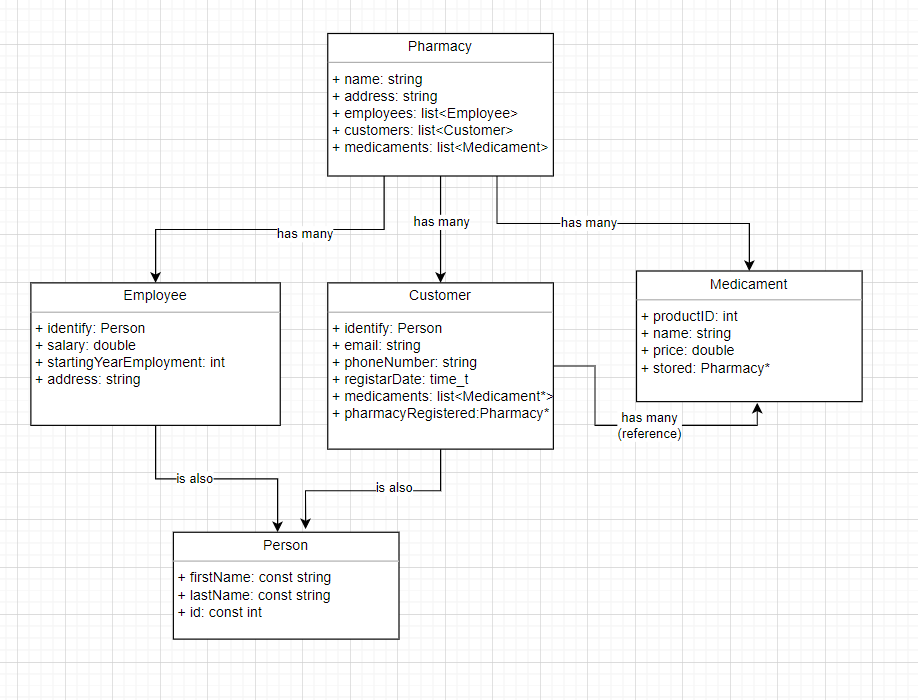 Pharmacy
+ name: string
+ address: string
+ employees: list<Employee>
+ customers: list<Customer>
+ medicaments: list<Medicament>
has many
has many
has many
Employee
+ identify: Person
+ salary: double
+ startingYearEmployment: int
+ address: string
Customer
+ identify: Person
+ email: string
+ phoneNumber: string
+ registarDate: time_t
+ medicaments: list<Medicament*>
+ pharmacyRegistered:Pharmacy*
Medicament
+ productID: int
+ name: string
+ price: double
+ stored: Pharmacy*
has many
(reference)
is also
is also
Person
+ firstName: const string
+ lastName: const string
+ id: const int